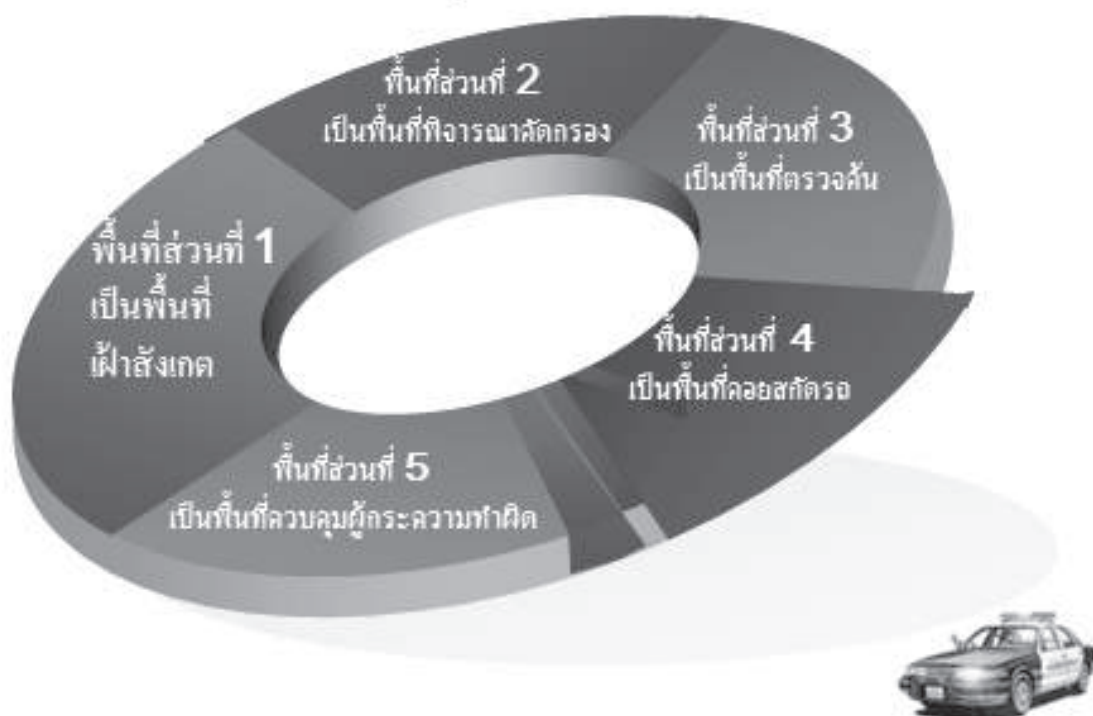 พื้นที่ส่วนที่ 1
เป็นพื้นที่
เฝ้าสังเกต
พื้นที่ส่วนที่ 2
เป็นพื้นที่พิจารณาคัดกรอง
พื้นที่ส่วนที่ 3
เป็นพื้นที่ตรวจค้น
พื้นที่ส่วนที่ 4
เป็นพื้นที่คอยสกัดรถ
พื้นที่ส่วนที่ 5
เป็นพื้นที่ควบคุมผู้กระความทำผิด